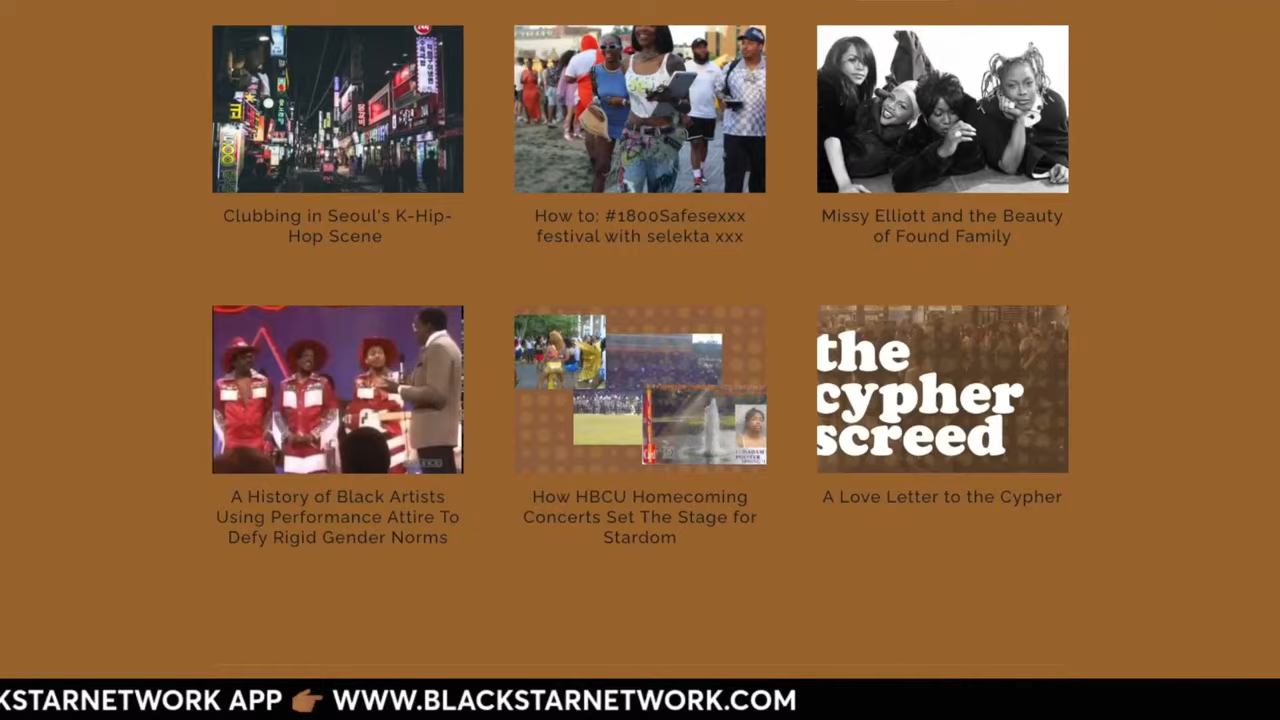 Clubbing in Seoul's K-Hip-
Hop Scene
How to: #1800Safesexxx
festival with selekta xxx
Missy Elliott and the Beauty
of Found Family
the
cypher
screed
A History of Black Artists
Using Performance Attire To
Defy Rigid Gender Norms
How HBCU Homecoming
Concerts Set The Stage for
Stardom
A Love Letter to the Cypher
KSTARNETWORK APP 👉🏾 WWW.BLACKSTARNETWORK.COM